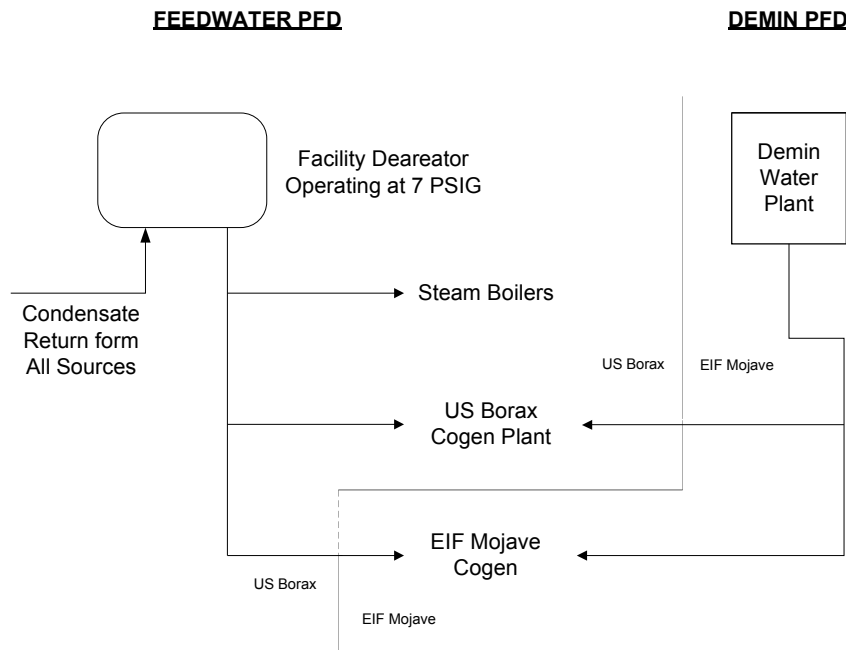 FEEDWATER PFD
DEMIN PFD
Facility Deareator
Operating at 7 PSIG
Demin
Water
Plant
Condensate
Return form
All Sources
Steam Boilers
US Borax
EIF Mojave
US Borax
Cogen Plant
EIF Mojave
Cogen
US Borax
EIF Mojave